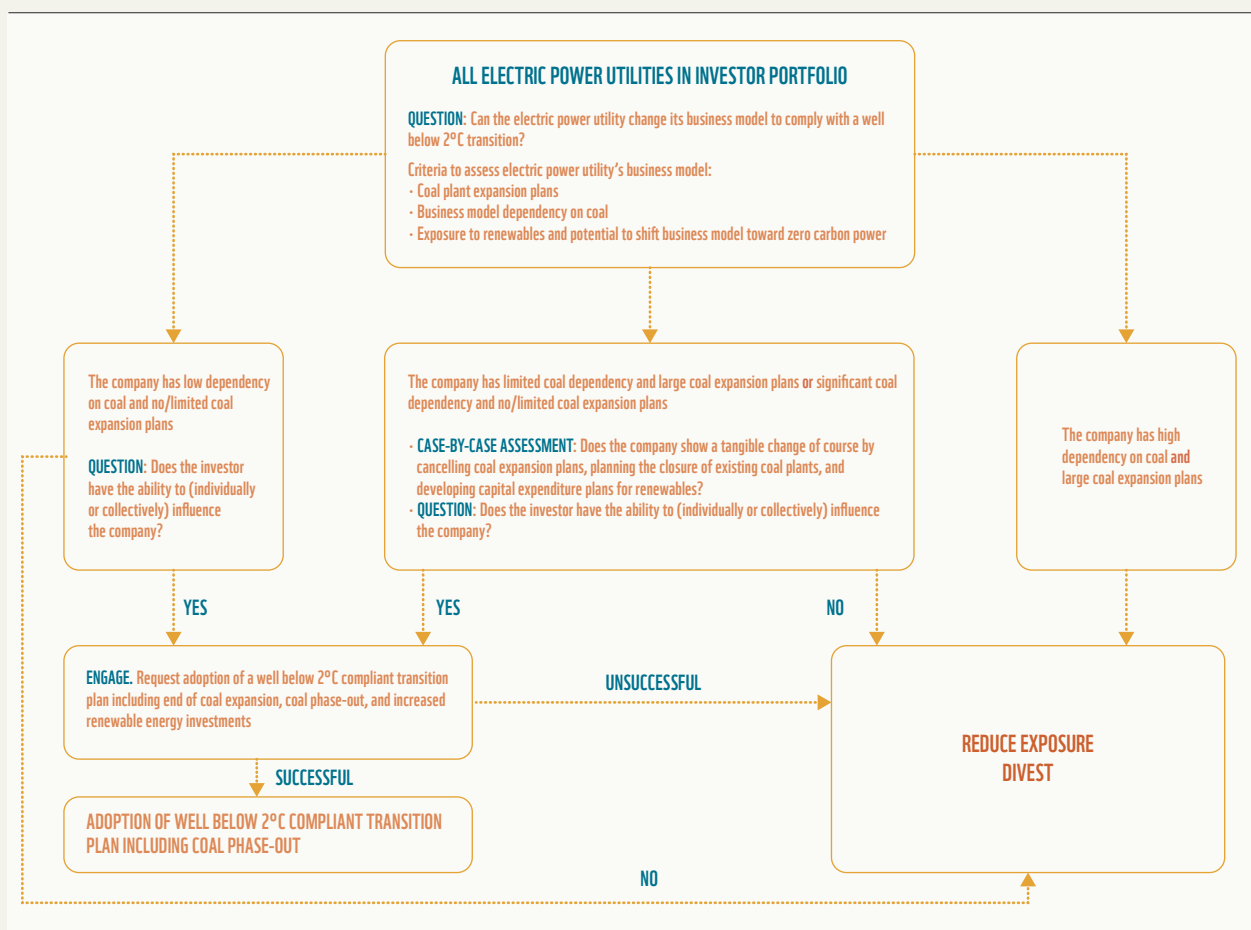 ALL ELECTRIC POWER UTILITIES IN INVESTOR PORTFOLIO
QUESTION: Can the electric power utility change its business model to comply with a well
below 2ºC transition?
Criteria to assess electric power utility's business model:
· Coal plant expansion plans
· Business model dependency on coal
· Exposure to renewables and potential to shift business model toward zero carbon power
The company has low dependency
on coal and no/limited coal
expansion plans
QUESTION: Does the investor
have the ability to (individually
or collectively) influence
the company?
The company has limited coal dependency and large coal expansion plans or significant coal
dependency and no/limited coal expansion plans
· CASE-BY-CASE ASSESSMENT: Does the company show a tangible change of course by
cancelling coal expansion plans, planning the closure of existing coal plants, and
developing capital expenditure plans for renewables?
· QUESTION: Does the investor have the ability to (individually or collectively) influence
the company?
The company has high
dependency on coal and
large coal expansion plans
YES
YES
NO
ENGAGE. Request adoption of a well below 2ºC compliant transition
plan including end of coal expansion, coal phase-out, and increased
renewable energy investments
UNSUCCESSFUL
REDUCE EXPOSURE
DIVEST
SUCCESSFUL
ADOPTION OF WELL BELOW 2ºC COMPLIANT TRANSITION
PLAN INCLUDING COAL PHASE-OUT
NO